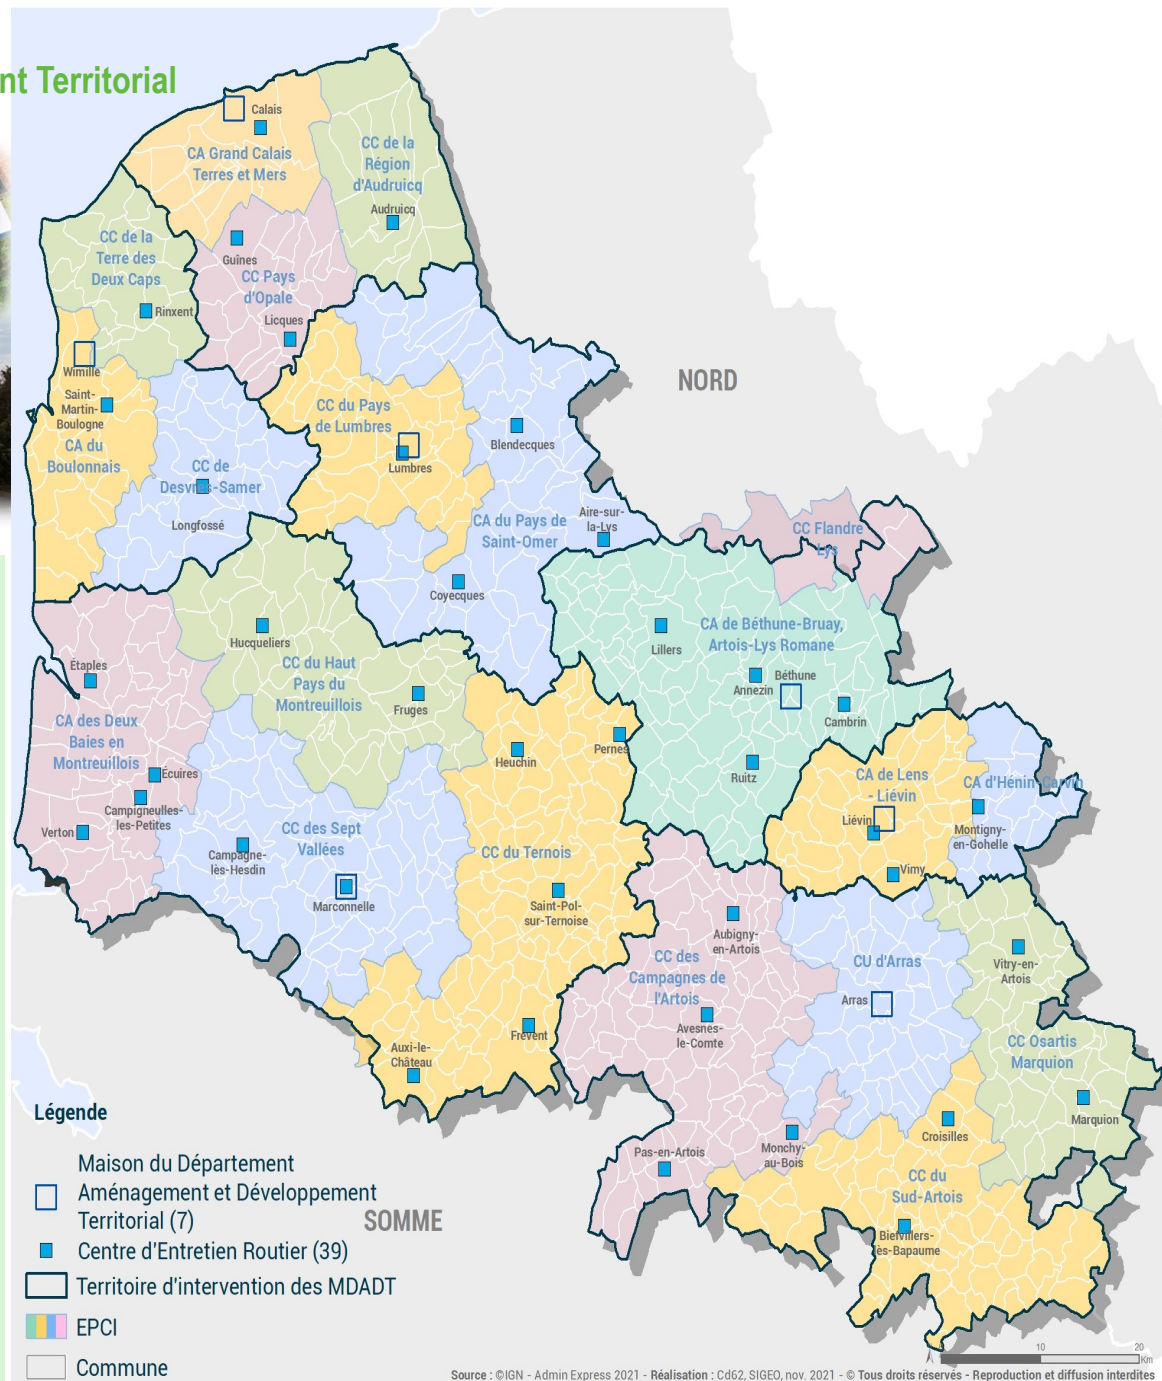 nt Territorial
Calais
CA Grand Calais
Terres et Mers
CC de la
Région
d'Audruicq
Audruicq
CC de la
Terre des
Deux Caps
Guînes
CC Pays
d'Opale
Rinxent
Licques
Wimille
Saint-
Martin-
Boulogne
CA du
Boulonnais
CC de
Desvres-Samer
Longfossé
CC du Pays
de Lumbres
Lumbres
Blendecques
NORD
CA du Pays de
Saint-Omer
Aire-sur-
la-Lys
Coyecques
CC Flandre
Lys
Hucqueliers
CC du Haut
Pays du
Montreuillois
Fruges
Lillers
CA de Béthune-Bruay,
Artois-Lys Romane
Annezin
Béthune
Cambrin
Ruitz
Étaples
CA des Deux
Baies en
Montreuillois
Écuires
Campigneulles-
les-Petites
Verton
Heuchin
Pernes
CA de Lens
- Liévin
Liévin
Vimy
CA d'Hénin-Carvin
Montigny-
en-Gohelle
CC des Sept
Vallées
Campagne-
lès-Hesdin
Marconnelle
CC du Ternois
Saint-Pol-
sur-Ternoise
Aubigny-
en-Artois
CC des
Campagnes de
l'Artois
Avesnes-
le-Comte
CU d'Arras
Arras
Vitry-en-
Artois
CC Osartis
Marquion
Marquion
Auxi-le-
Château
Frévent
Pas-en-Artois
Monchy-
au-Bois
Croisilles
CC du
Sud-Artois
Biefvillers-
lès-Bapaume
SOMME
Légende
Maison du Département
Aménagement et Développement
Territorial (7)
Centre d'Entretien Routier (39)
Territoire d'intervention des MDADT
EPCI
Commune
10 20
Km
Source : ©IGN - Admin Express 2021 - Réalisation : Cd62, SIGEO, nov. 2021 - © Tous droits réservés - Reproduction et diffusion interdites